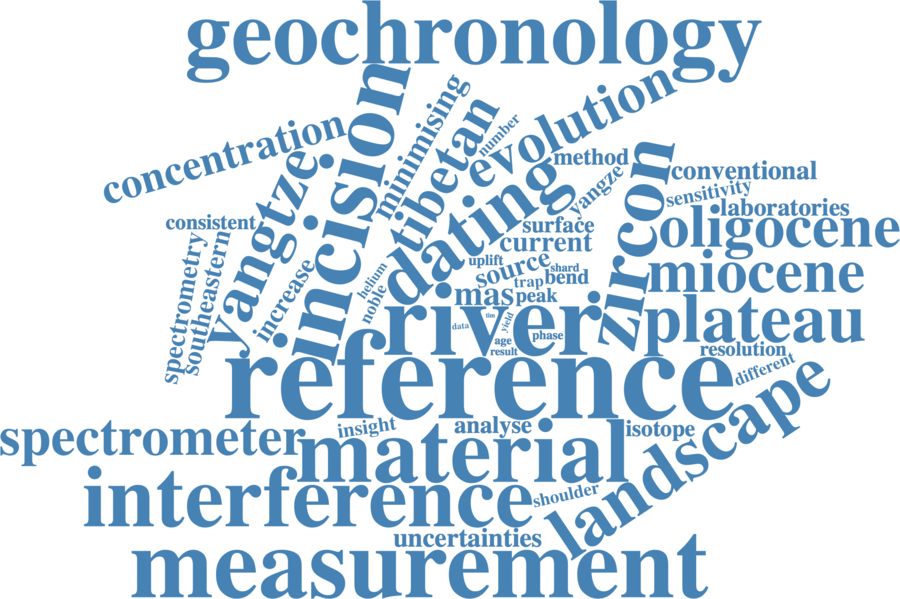 geochronology
incision
minimising
tibetan
number
evolution
concentration
yangtze
dating
method
zircon
conventional
yangze
sensitivity
laboratories
consistent
surface
oligocene
current
spectrometry
southeastern
increase
helium
noble
uplift
source
shard
trap
bend
miocene
mas
peak
river
data
tim
yield
phase
age
result
plateau
reference
resolution
different
landscape
spectrometer
insight
analyse
isotope
material
interference
shoulder
uncertainties
measurement